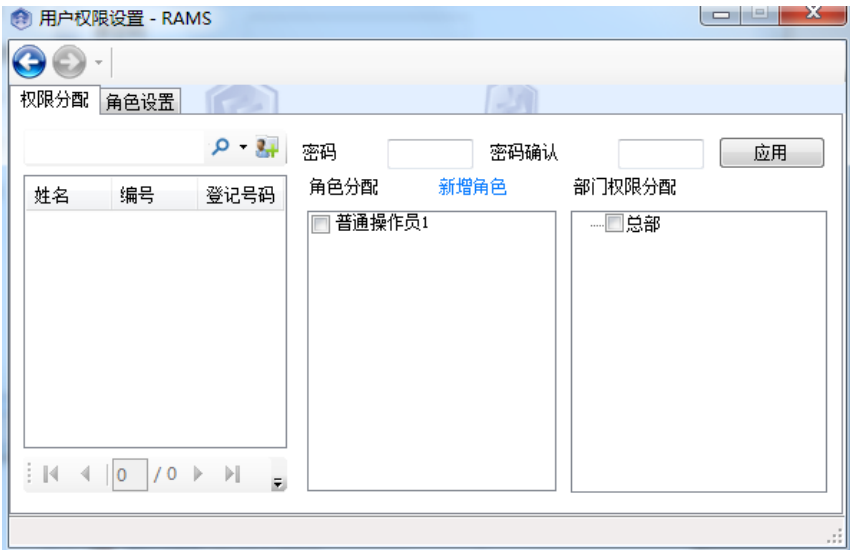 用户权限设置 - RAMS
权限分配 角色设置
密码 密码确认 应用
姓名 编号 登记号码
角色分配 新增角色 部门权限分配
普通操作员1
总部
0 / 0